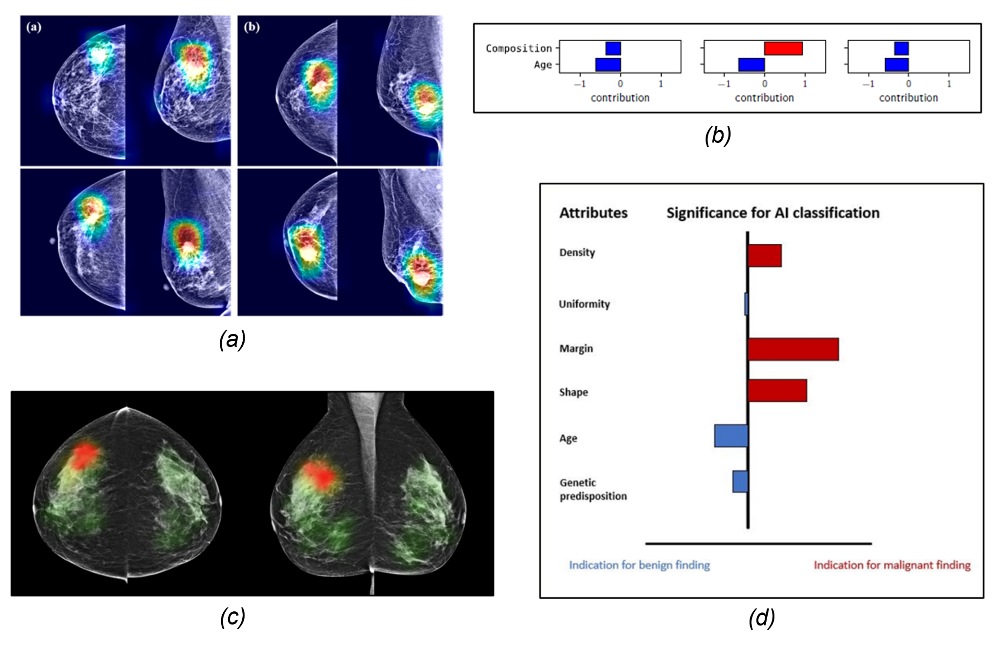 (a)
(b)
(a)
Composition
Age
−1 0 1 −1 0 1 −1 0 1
contribution contribution contribution
(b)
(c)
Attributes Significance for AI classification
Density
Uniformity
Margin
Shape
Age
Genetic
predisposition
Indication for benign finding Indication for malignant finding
(d)